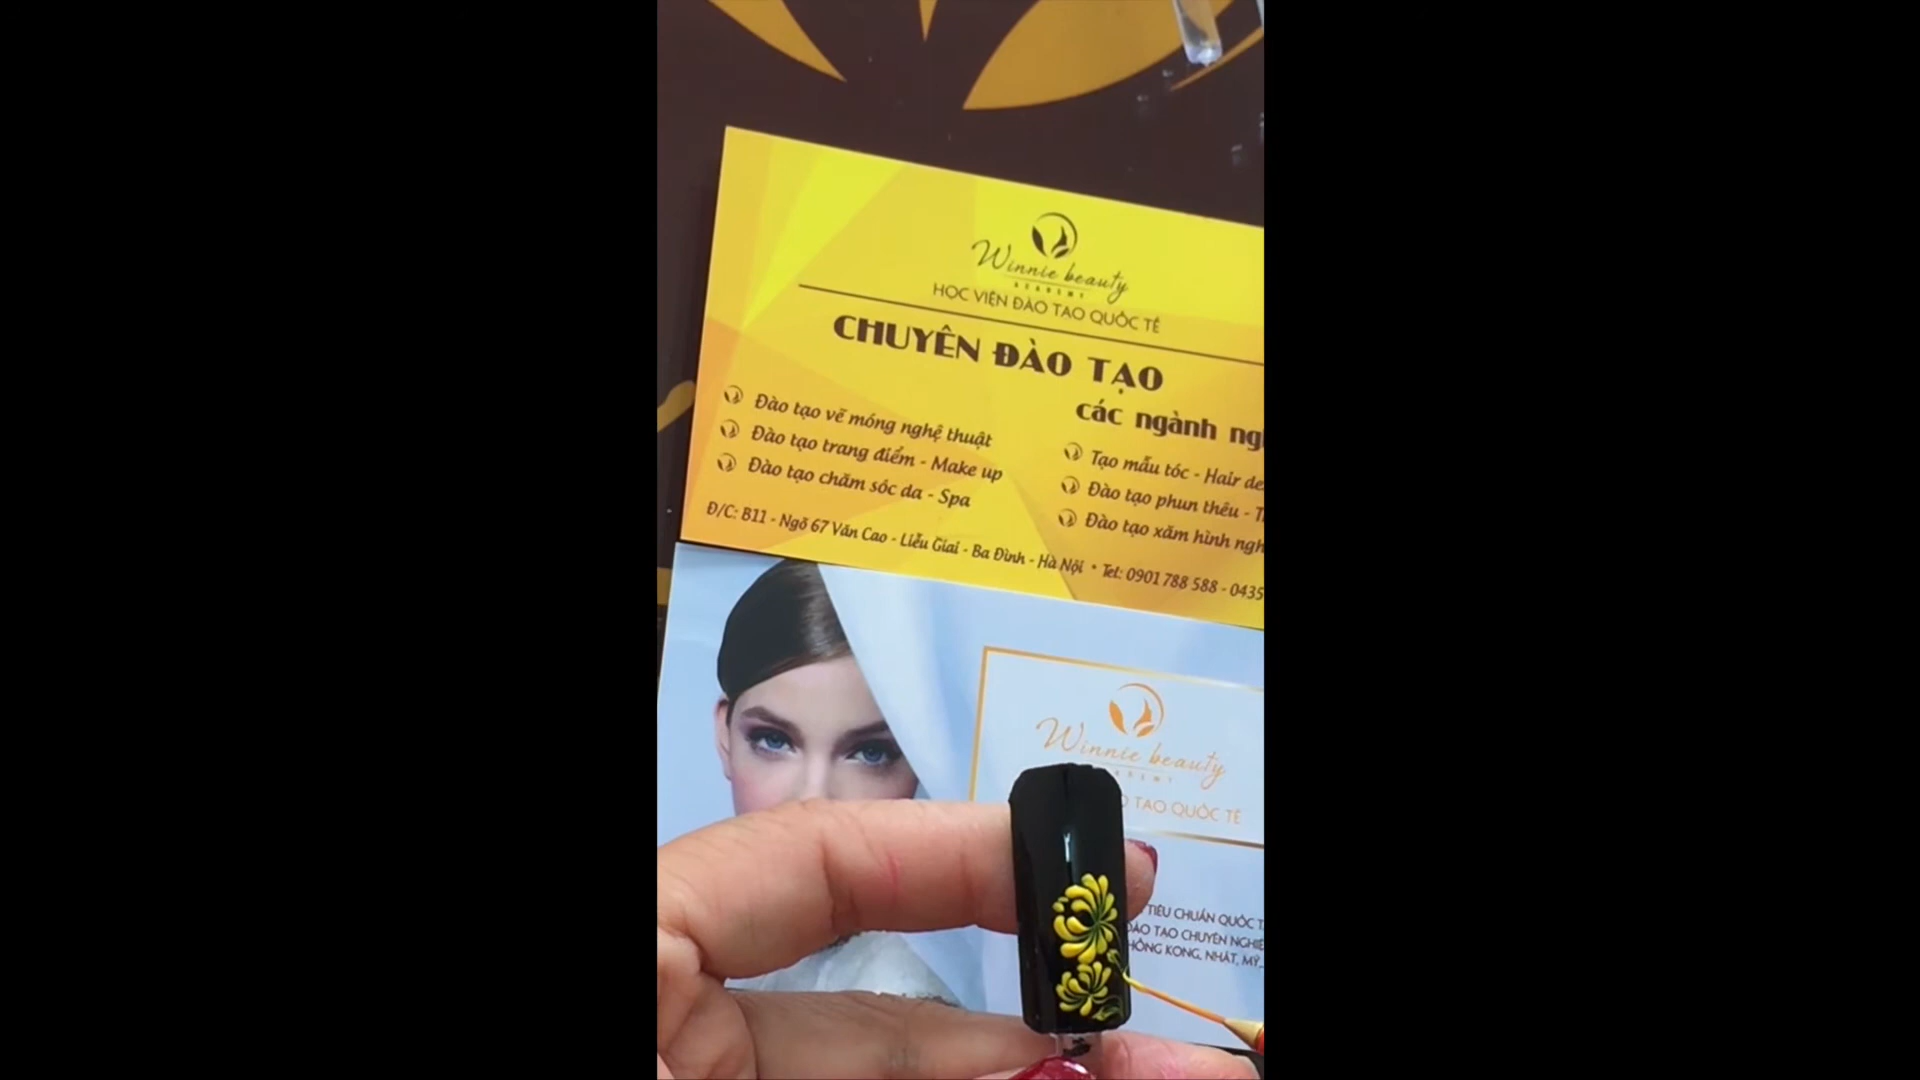 Winnie beauty
ACADEMY
HỌC VIỆN ĐÀO TẠO QUỐC TẾ
CHUYÊN ĐÀO TẠO
các ngành
Đào tạo vẽ móng nghệ thuật
Đào tạo trang điểm - Make up
Đào tạo chăm sóc da - Spa
Tạo mẫu tóc - Hair
Đào tạo phun thêu -
Đào tạo xăm hình
Đ/C: B11 - Ngõ 67 Văn Cao - Liễu Giai - Ba Đình - Hà Nội * Tel: 0901 788 588 - 0435
Winnie beauty
TẠO QUỐC TẾ
TIÊU CHUẨN QUỐC
ĐÀO TẠO CHUYÊN
HỒNG KONG, NHẬT, MỸ,